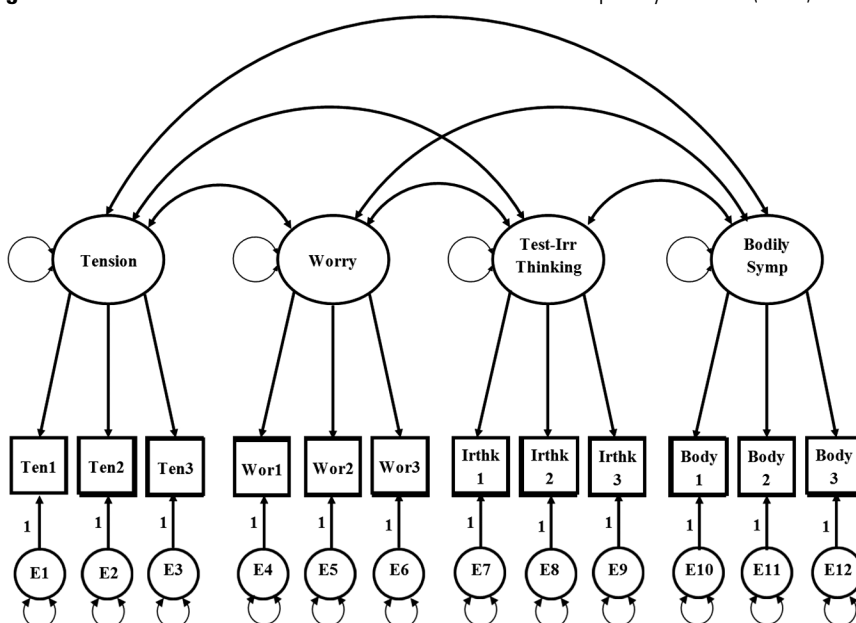 Tension
Worry
Test-Irr
Thinking
Bodily
Symp
Ten1
Ten2
Ten3
Wor1
Wor2
Wor3
Irthk
1
Irthk
2
Irthk
3
Body
1
Body
2
Body
3
1
1
1
1
1
1
1
1
1
1
1
1
E1
E2
E3
E4
E5
E6
E7
E8
E9
E10
E11
E12